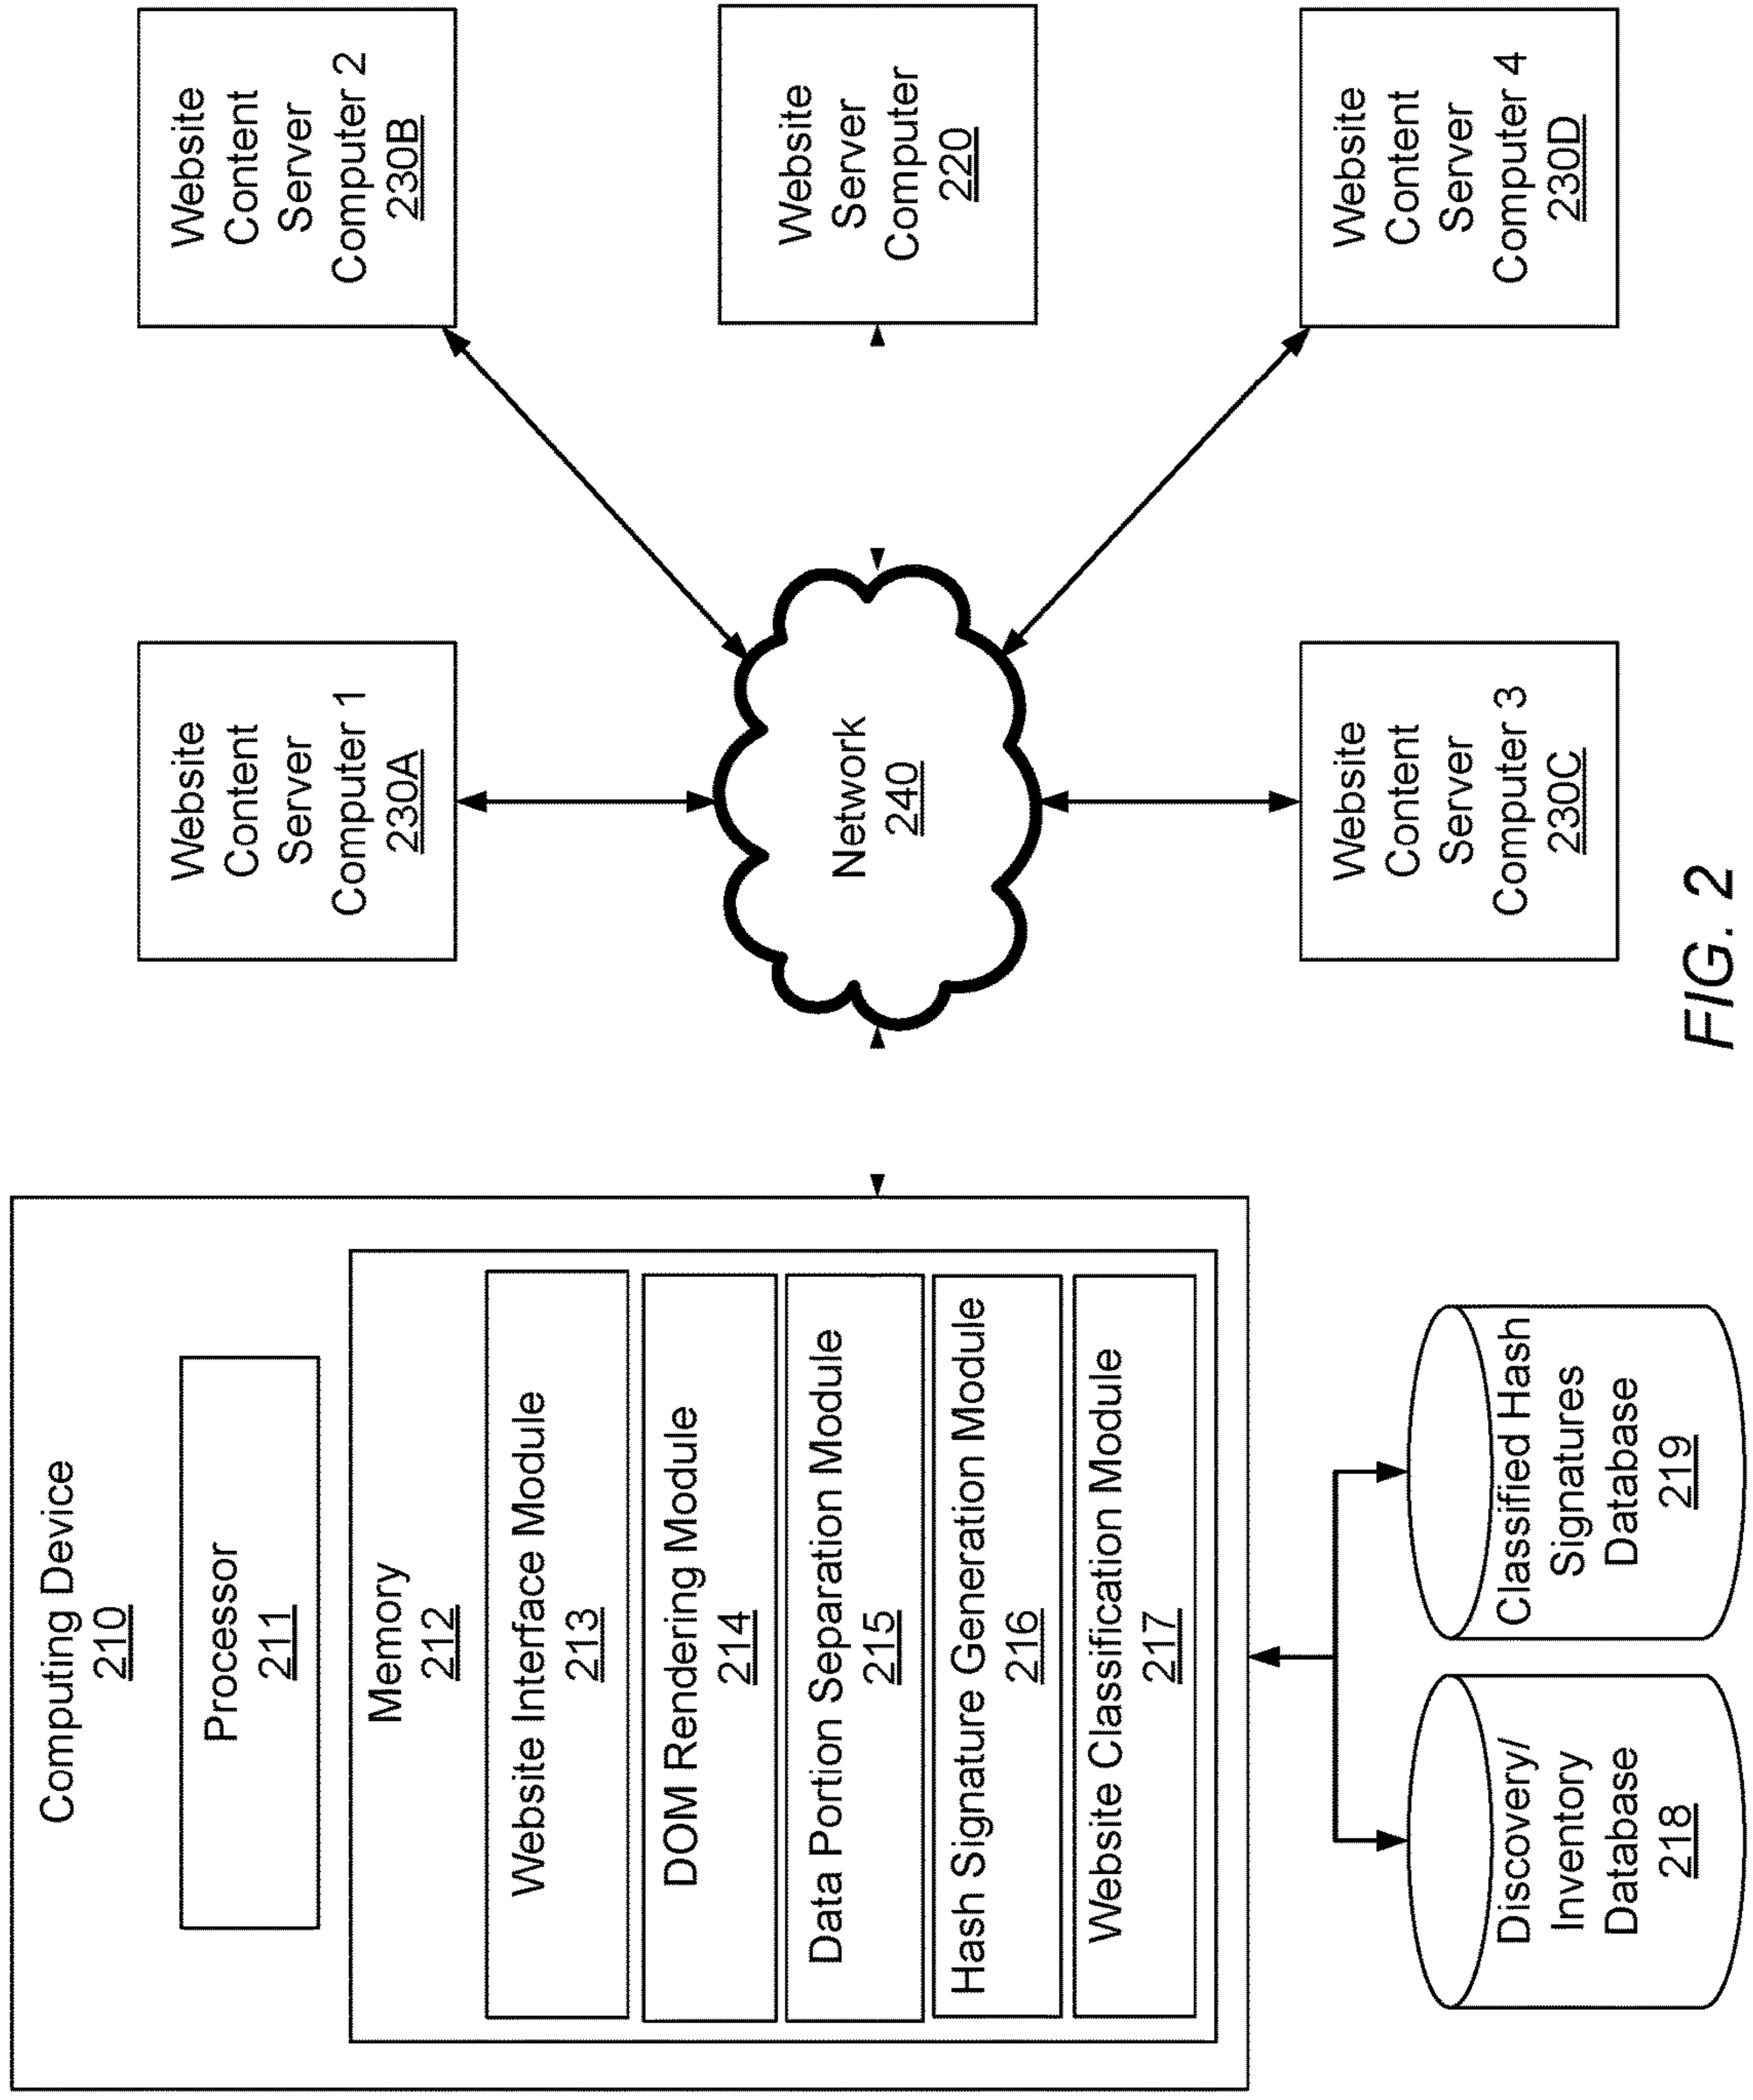 Computing Device
210
Processor
211
Memory
212
Website Interface Module
213
DOM Rendering Module
214
Data Portion Separation Module
215
Hash Signature Generation Module
216
Website Classification Module
217
Discovery/
Inventory
Database
218
Classified Hash
Signatures
Database
219
Website
Content
Server
Computer 1
230A
Website
Content
Server
Computer 2
230B
Network
240
Website
Server
Computer
220
Website
Content
Server
Computer 3
230C
Website
Content
Server
Computer 4
230D
FIG. 2